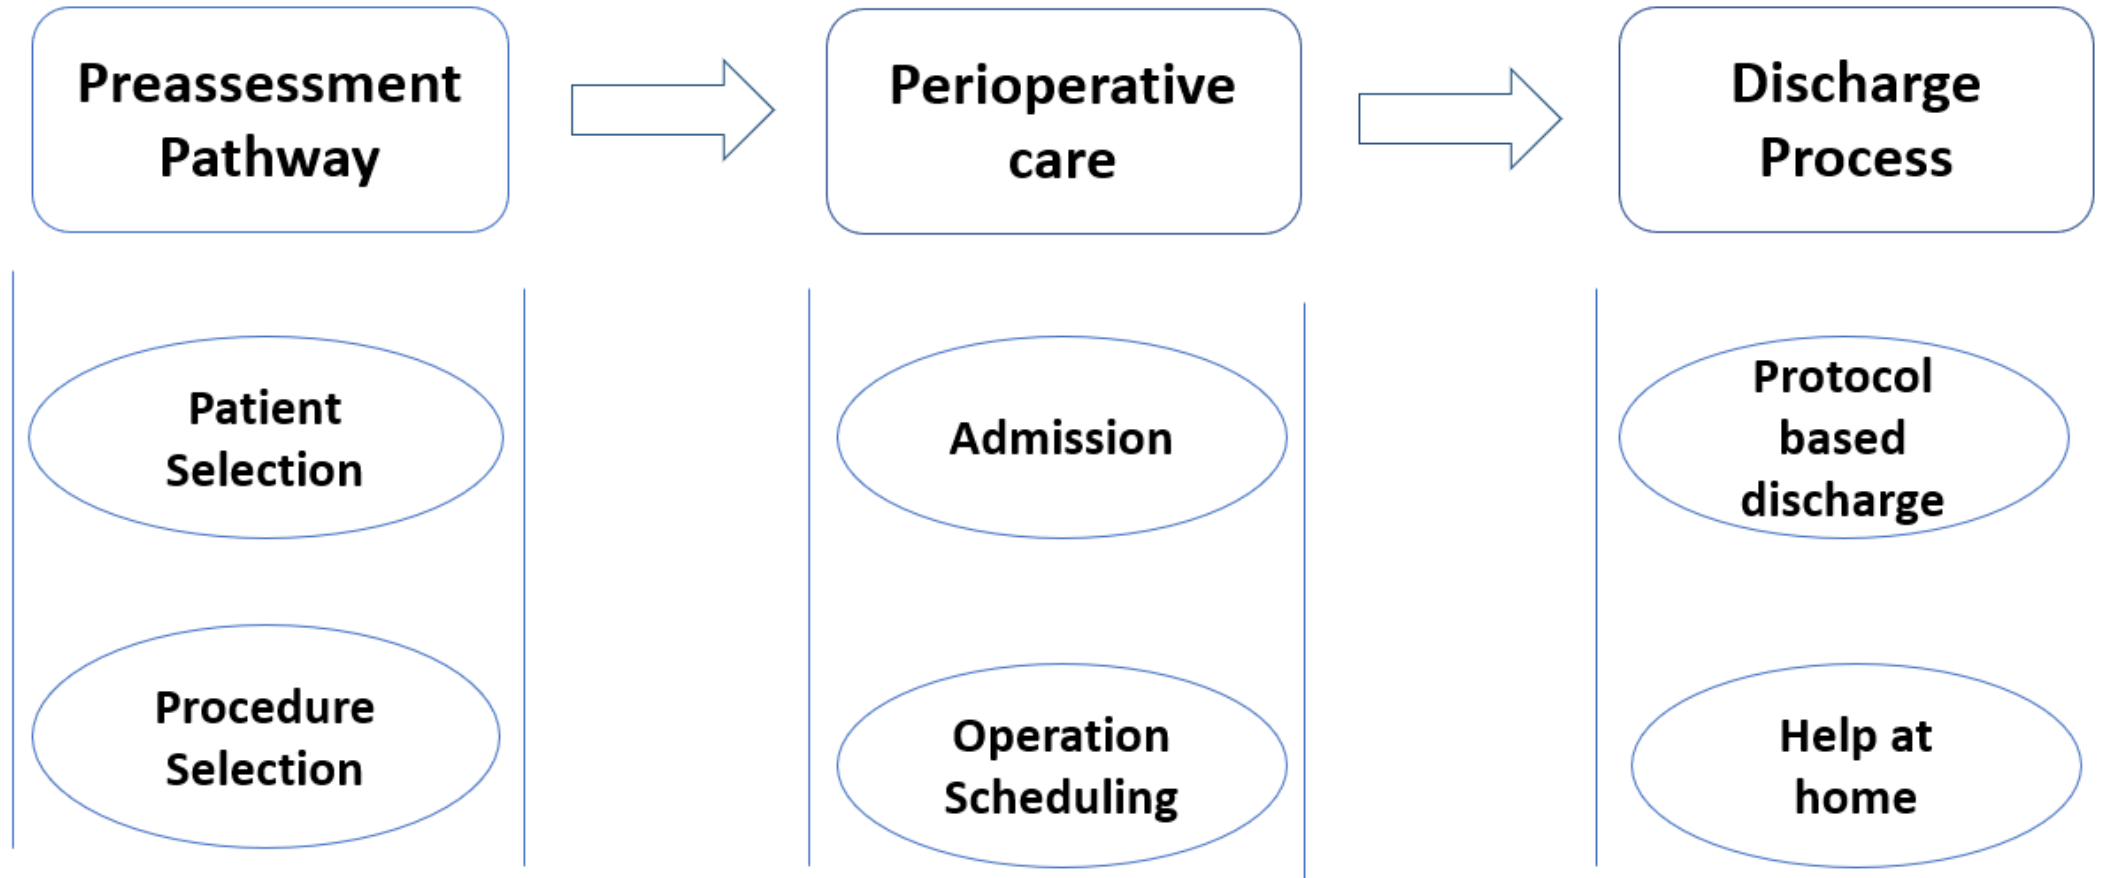 Preassessment
Pathway
Perioperative
care
Discharge
Process
Patient
Selection
Procedure
Selection
Admission
Operation
Scheduling
Protocol
based
discharge
Help at
home